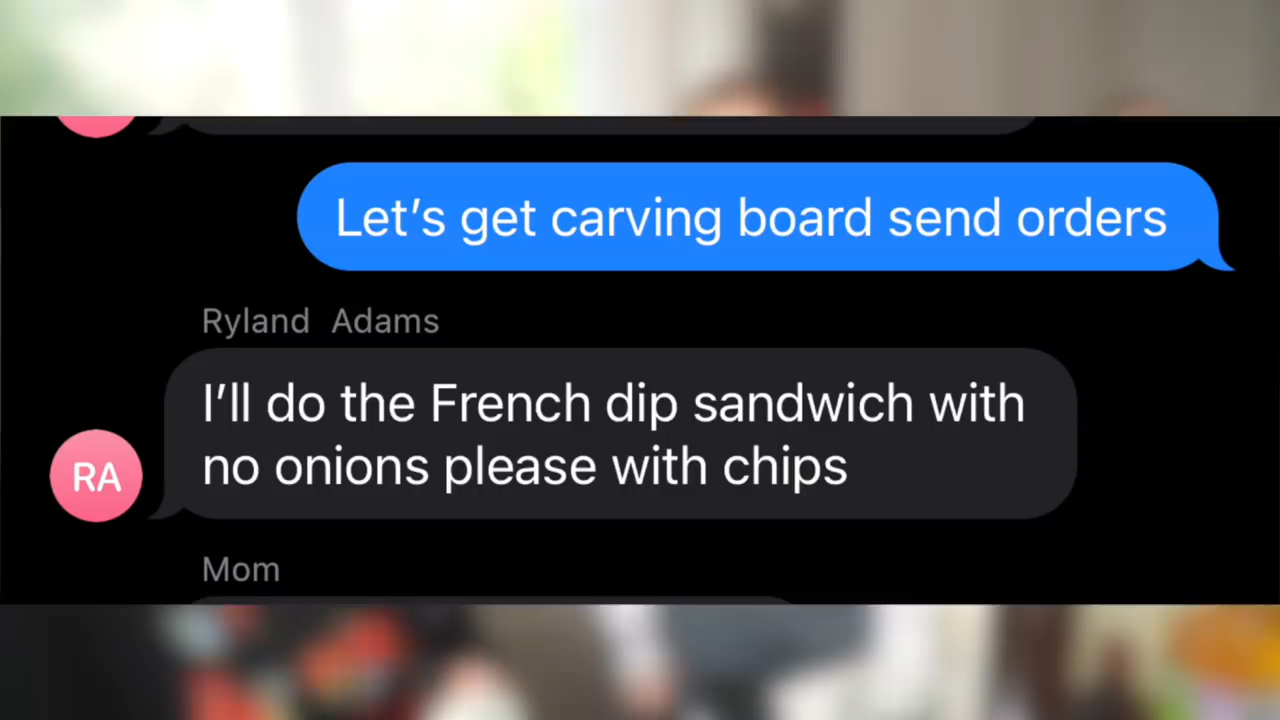 Let’s get carving board send orders
Ryland Adams
I’ll do the French dip sandwich with
no onions please with chips
RA
Mom